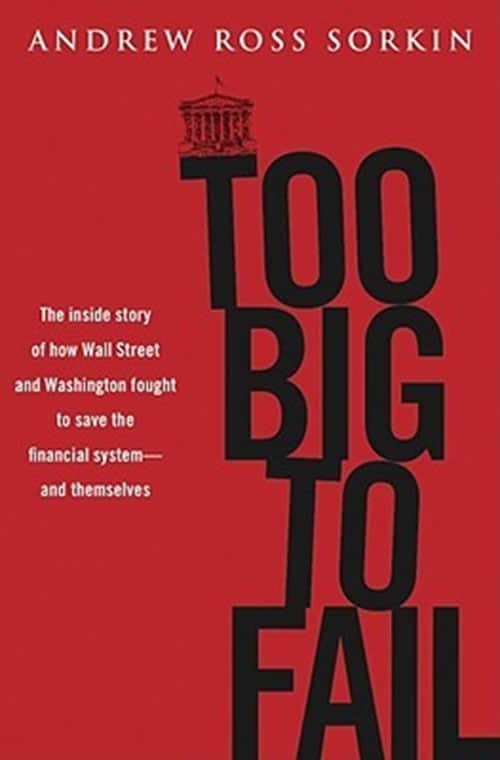 ANDREW ROSS SORKIN
TOO
BIG
TO
FAIL
The inside story
of how Wall Street
and Washington fought
to save the
financial system—
and themselves